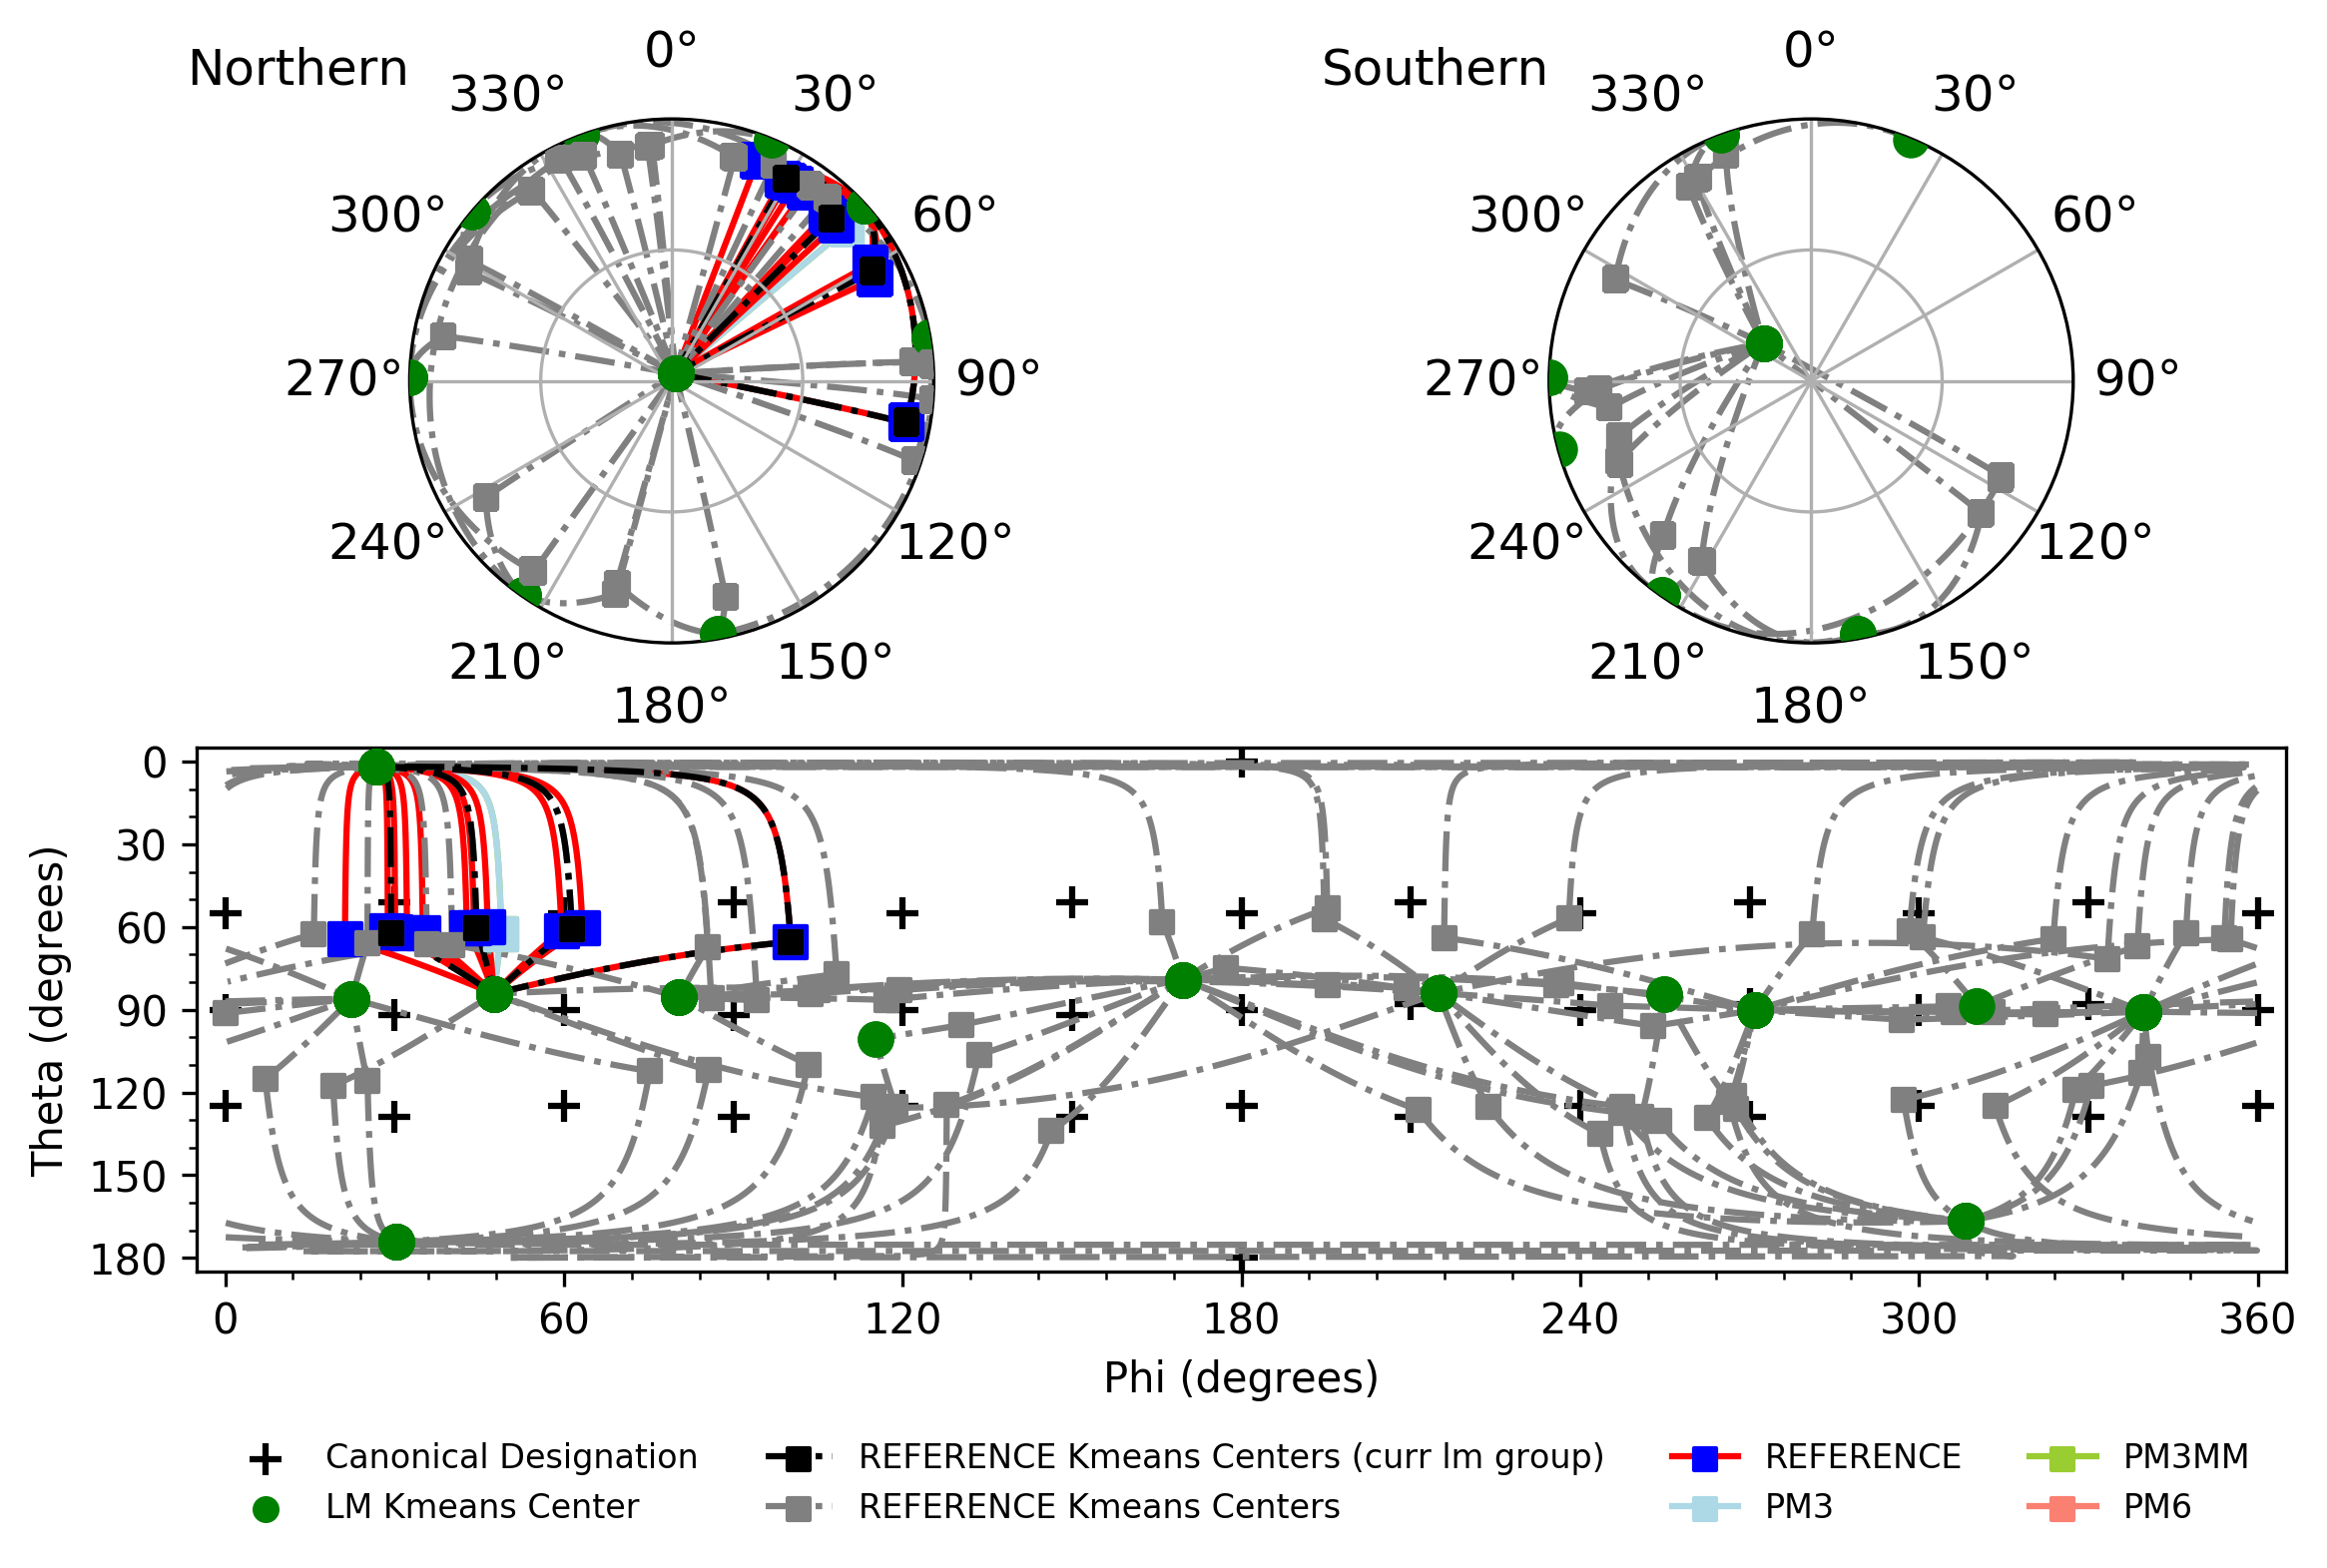 Northern
0°
30°
60°
90°
120°
150°
180°
210°
240°
270°
300°
330°
Southern
0°
30°
60°
90°
120°
150°
180°
210°
240°
270°
300°
330°
Theta (degrees)
0
30
60
90
120
150
180
0 60 120 180 240 300 360
Phi (degrees)
Canonical Designation
LM Kmeans Center
REFERENCE Kmeans Centers (curr lm group)
REFERENCE Kmeans Centers
REFERENCE
PM3
PM3MM
PM6